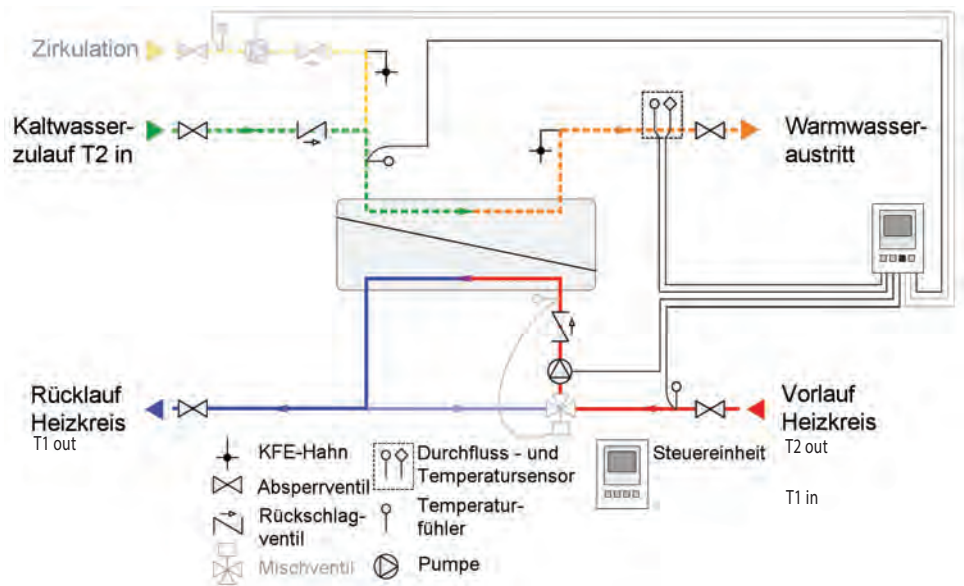 Zirkulation
Kaltwasser-
zulauf T2 in
Warmwasser-
austritt
Rücklauf
Heizkreis
T1 out
Vorlauf
Heizkreis
T2 out
T1 in
KFE-Hahn
Absperrventil
Rückschlag-
ventil
Mischventil
Durchfluss - und
Temperatursensor
Temperatur-
fühler
Pumpe
Steuereinheit